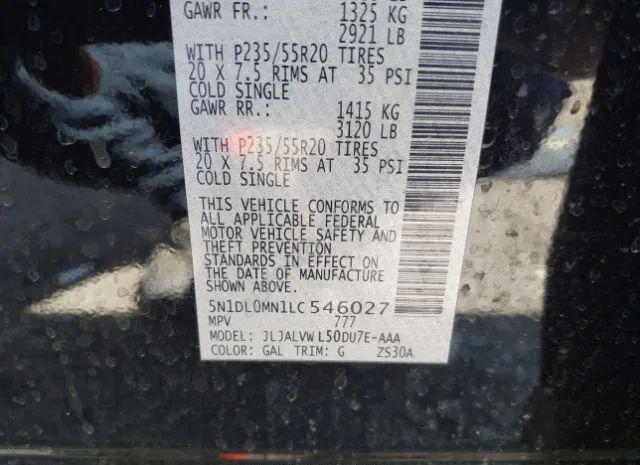 GAWR FR.: 1325 KG
2921 LB
WITH P235/55R20 TIRES
20 X 7.5 RIMS AT 35 PSI
COLD SINGLE
GAWR RR.: 1415 KG
3120 LB
WITH P235/55R20 TIRES
20 X 7.5 RIMS AT 35 PSI
COLD SINGLE
THIS VEHICLE CONFORMS TO
ALL APPLICABLE FEDERAL
MOTOR VEHICLE SAFETY AND
THEFT PREVENTION
STANDARDS IN EFFECT ON
THE DATE OF MANUFACTURE
SHOWN ABOVE.
5N1DL0MN1LC546027
MPV 777
MODEL: JLJALVWL50DU7E-AAA
COLOR: GAL TRIM: G ZS30A